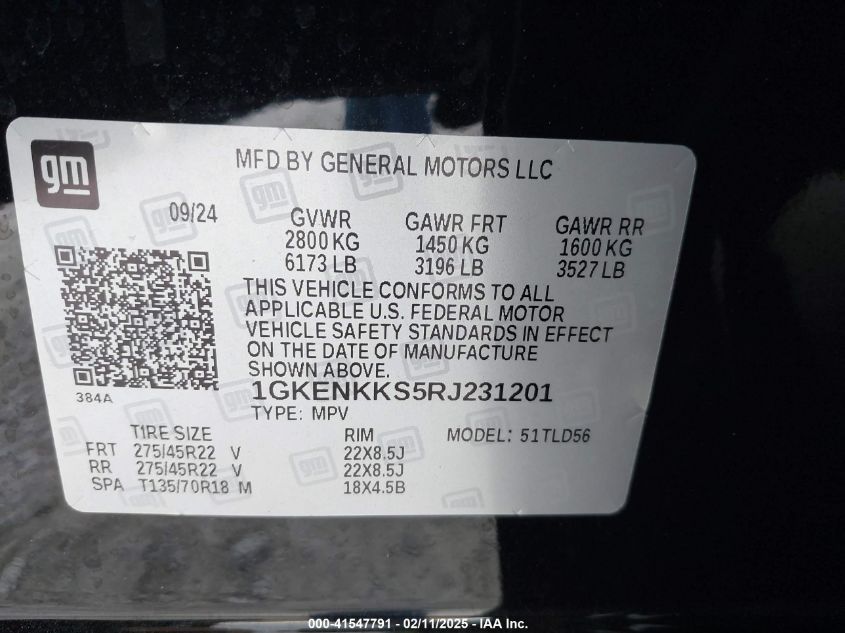 gm
MFD BY GENERAL MOTORS LLC
09/24 GVWR GAWR FRT GAWR RR
2800 KG 1450 KG 1600 KG
6173 LB 3196 LB 3527 LB
THIS VEHICLE CONFORMS TO ALL
APPLICABLE U.S. FEDERAL MOTOR
VEHICLE SAFETY STANDARDS IN EFFECT
ON THE DATE OF MANUFACTURE
SHOWN ABOVE.
384A
1GKENKKS5RJ231201
TYPE: MPV
TIRE SIZE RIM MODEL: 51TLD56
FRT 275/45R22 V 22X8.5J
RR 275/45R22 V 22X8.5J
SPA T135/70R18 M 18X4.5B
000-41547791 - 02/11/2025 - IAA Inc.